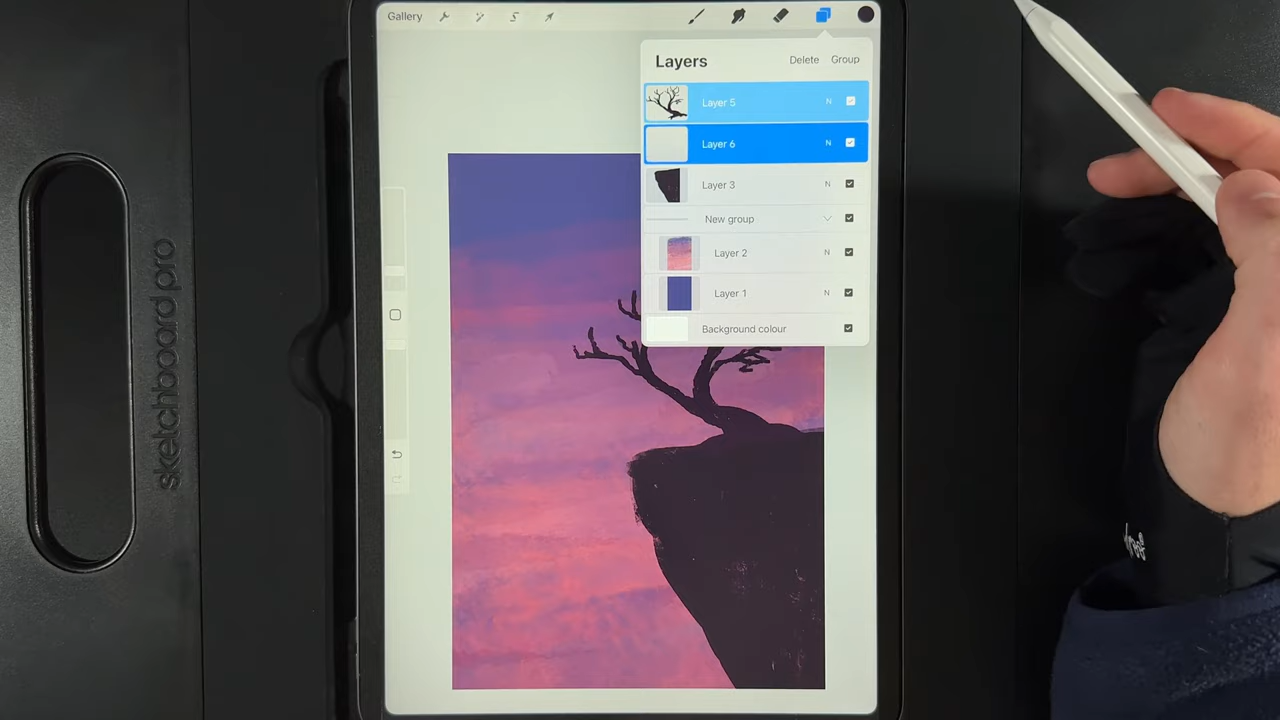 Gallery
Layers
Delete
Group
Layer 5
N
Layer 6
N
Layer 3
N
New group
Layer 2
N
Layer 1
N
Background colour
sketchboard pro